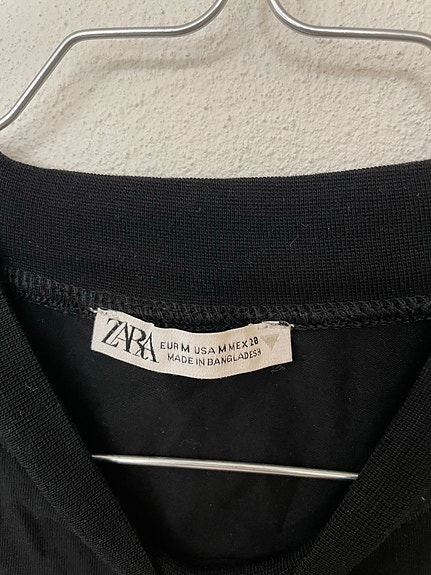 ZARA
EUR M USA M MEX 28
MADE IN BANGLADESH